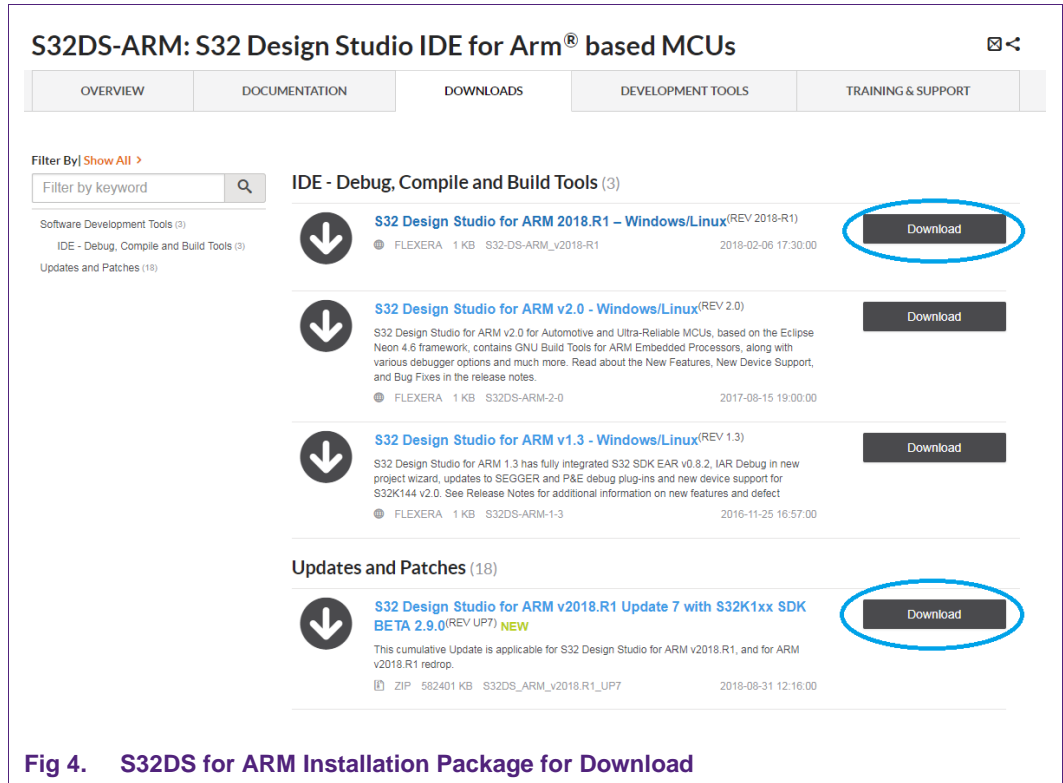 S32DS-ARM: S32 Design Studio IDE for Arm® based MCUs
OVERVIEW DOCUMENTATION DOWNLOADS DEVELOPMENT TOOLS TRAINING & SUPPORT
Filter By| Show All >
Filter by keyword
Software Development Tools (3)
IDE - Debug, Compile and Build Tools (3)
Updates and Patches (18)
IDE - Debug, Compile and Build Tools (3)
S32 Design Studio for ARM 2018.R1 – Windows/Linux(REV 2018-R1)
Download
FLEXERA 1 KB S32-DS-ARM_v2018-R1 2018-02-06 17:30:00
S32 Design Studio for ARM v2.0 - Windows/Linux(REV 2.0)
Download
S32 Design Studio for ARM v2.0 for Automotive and Ultra-Reliable MCUs, based on the Eclipse
Neon 4.6 framework, contains GNU Build Tools for ARM Embedded Processors, along with
various debugger options and much more. Read about the New Features, New Device Support,
and Bug Fixes in the release notes.
FLEXERA 1 KB S32DS-ARM-2-0 2017-08-15 19:00:00
S32 Design Studio for ARM v1.3 - Windows/Linux(REV 1.3)
Download
S32 Design Studio for ARM 1.3 has fully integrated S32 SDK EAR v0.8.2, IAR Debug in new
project wizard, updates to SEGGER and P&E debug plug-ins and new device support for
S32K144 v2.0. See Release Notes for additional information on new features and defect
FLEXERA 1 KB S32DS-ARM-1-3 2016-11-25 16:57:00
Updates and Patches (18)
S32 Design Studio for ARM v2018.R1 Update 7 with S32K1xx SDK
BETA 2.9.0(REV UP7) NEW
Download
This cumulative Update is applicable for S32 Design Studio for ARM v2018.R1, and for ARM
v2018.R1 redrop.
ZIP 582401 KB S32DS_ARM_v2018.R1_UP7 2018-08-31 12:16:00
Fig 4. S32DS for ARM Installation Package for Download